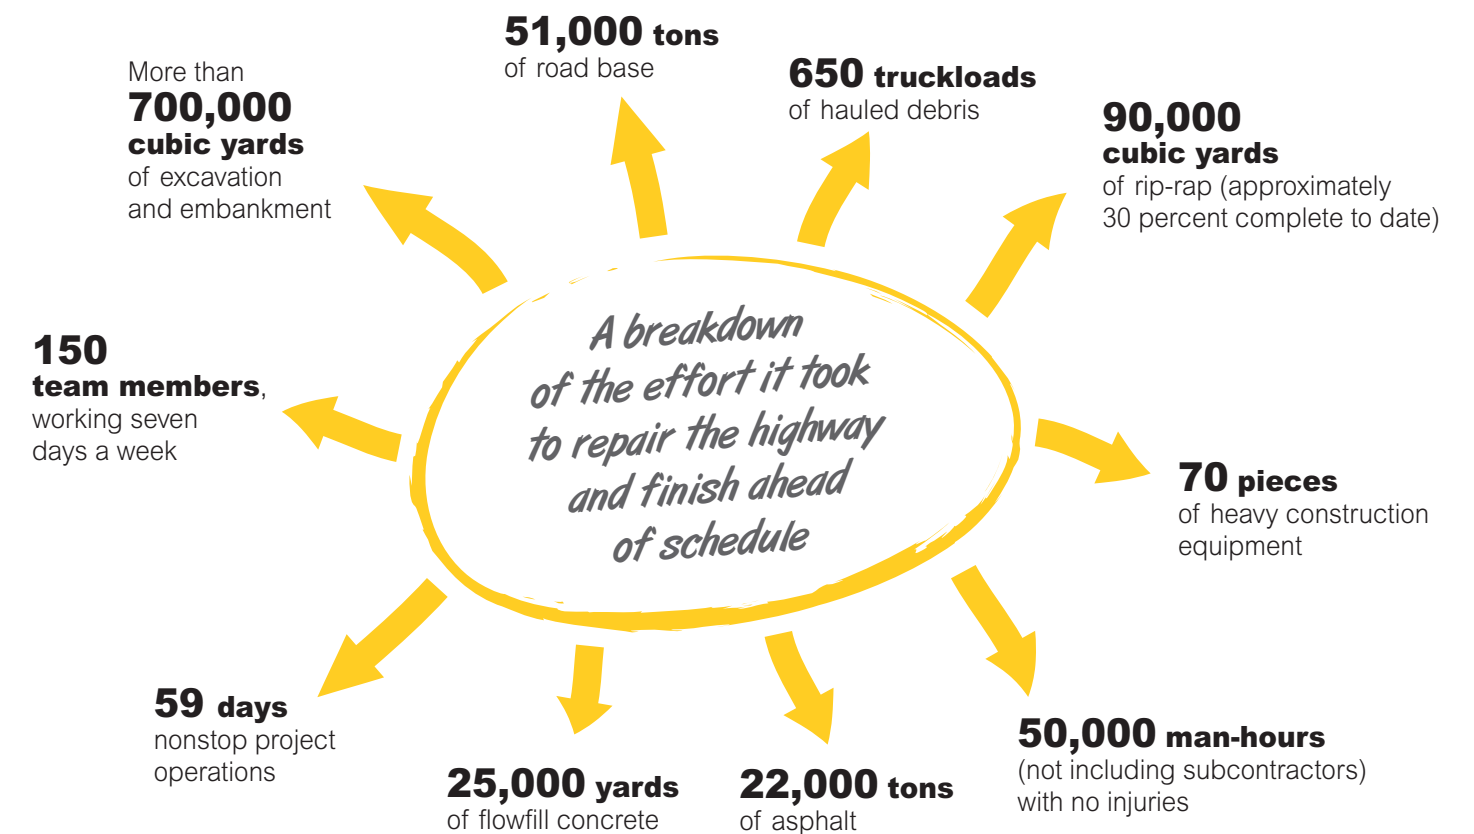 51,000 tons
of road base
650 truckloads
of hauled debris
More than
700,000
cubic yards
of excavation
and embankment
90,000
cubic yards
of rip-rap (approximately
30 percent complete to date)
A breakdown
of the effort it took
to repair the highway
and finish ahead
of schedule
150
team members,
working seven
days a week
70 pieces
of heavy construction
equipment
59 days
nonstop project
operations
25,000 yards
of flowfill concrete
22,000 tons
of asphalt
50,000 man-hours
(not including subcontractors)
with no injuries